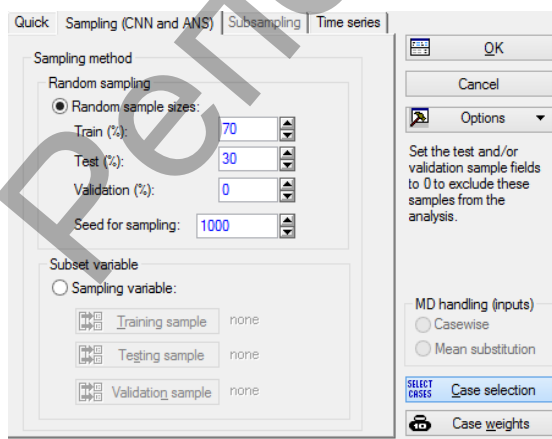 Quick Sampling (CNN and ANS) Subsampling Time series
Sampling method
Random sampling
Random sample sizes:
Train (%): 70
Test (%): 30
Validation (%): 0
Seed for sampling: 1000
Subset variable
Sampling variable:
Training sample none
Testing sample none
Validation sample none
OK
Cancel
Options
Set the test and/or
validation sample fields
to 0 to exclude these
samples from the
analysis.
MD handling (inputs)
Casewise
Mean substitution
SELECT
CASES
Case selection
Case weights